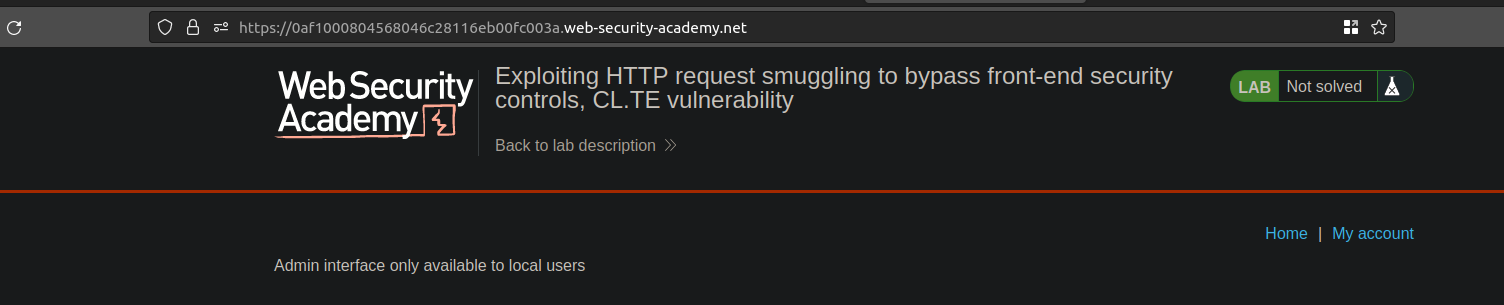 https://0af1000804568046c28116eb00fc003a.web-security-academy.net
Web Security
Academy
Exploiting HTTP request smuggling to bypass front-end security
controls, CL.TE vulnerability
LAB Not solved
Back to lab description
Home | My account
Admin interface only available to local users